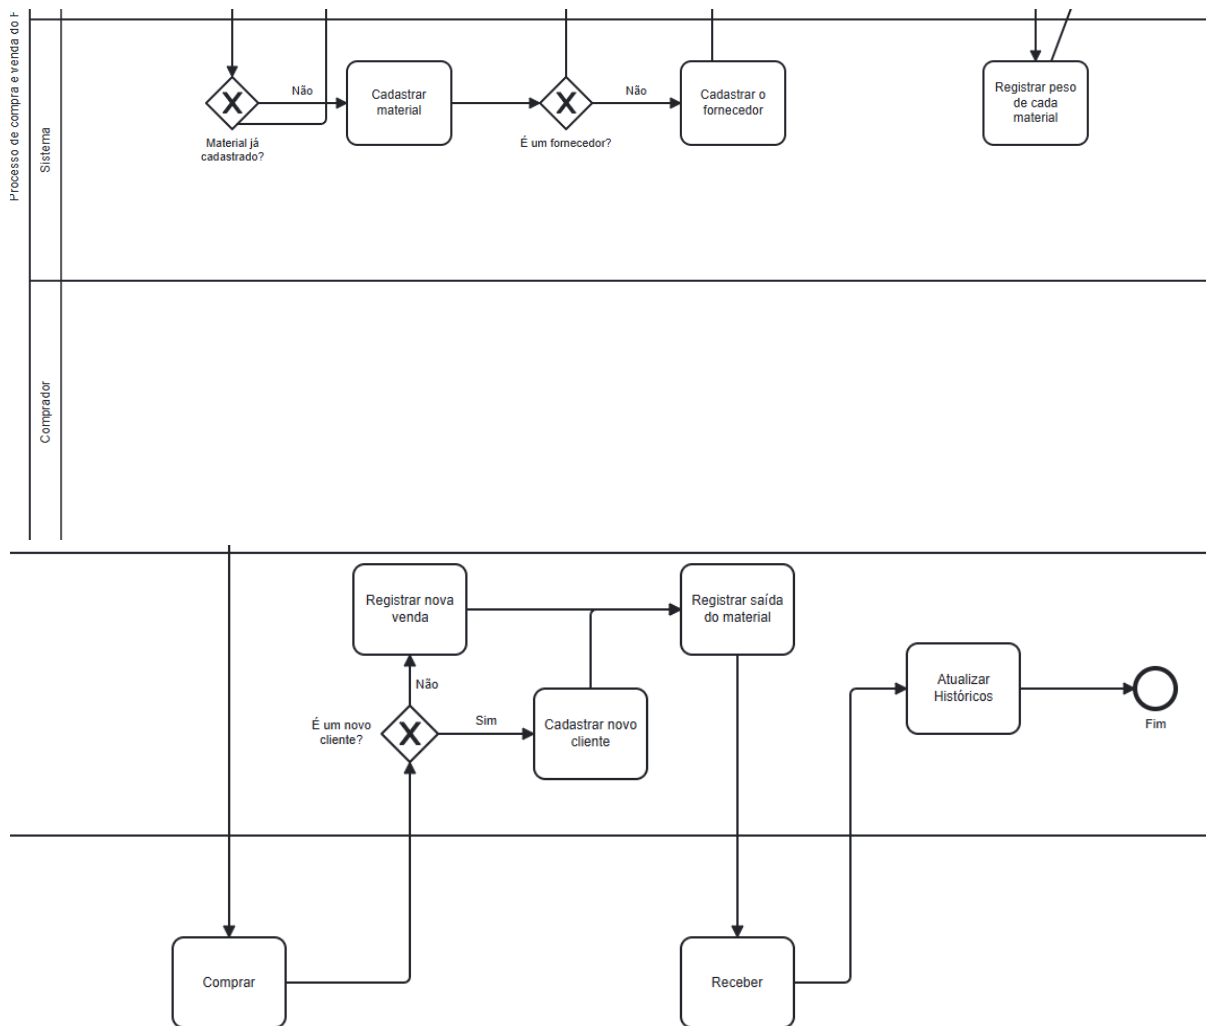 Processo de compra e venda do
Sistema
Não
Cadastrar
material
Não
Cadastrar o
fornecedor
Registrar peso
de cada
material
Material já
cadastrado?
É um fornecedor?
Comprador
Registrar nova
venda
Registrar saída
do material
Não
É um novo
cliente?
Sim
Cadastrar novo
cliente
Atualizar
Históricos
Fim
Comprar
Receber